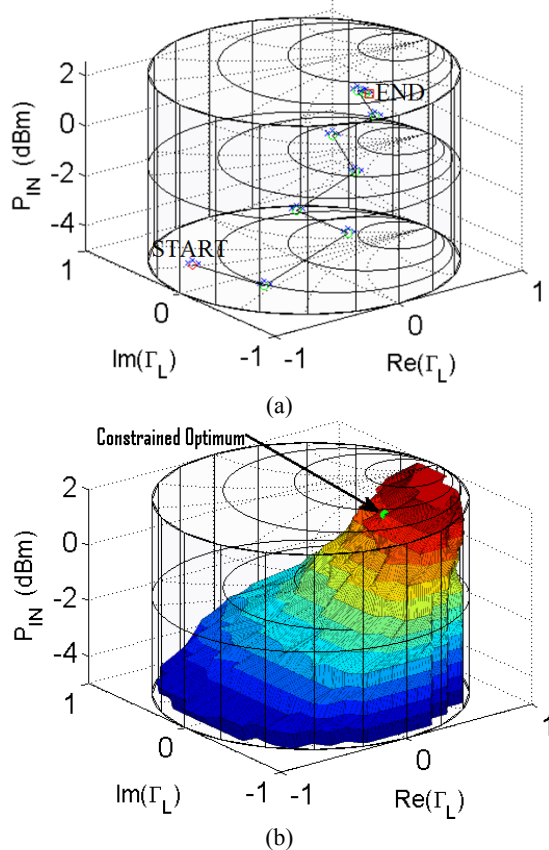 2
0
-2
-4
P_IN (dBm)
END
START
1
0
-1
-1
0
1
Im(Γ_L)
Re(Γ_L)
(a)
Constrained Optimum
2
0
-2
-4
P_IN (dBm)
1
0
-1
-1
0
1
Im(Γ_L)
Re(Γ_L)
(b)